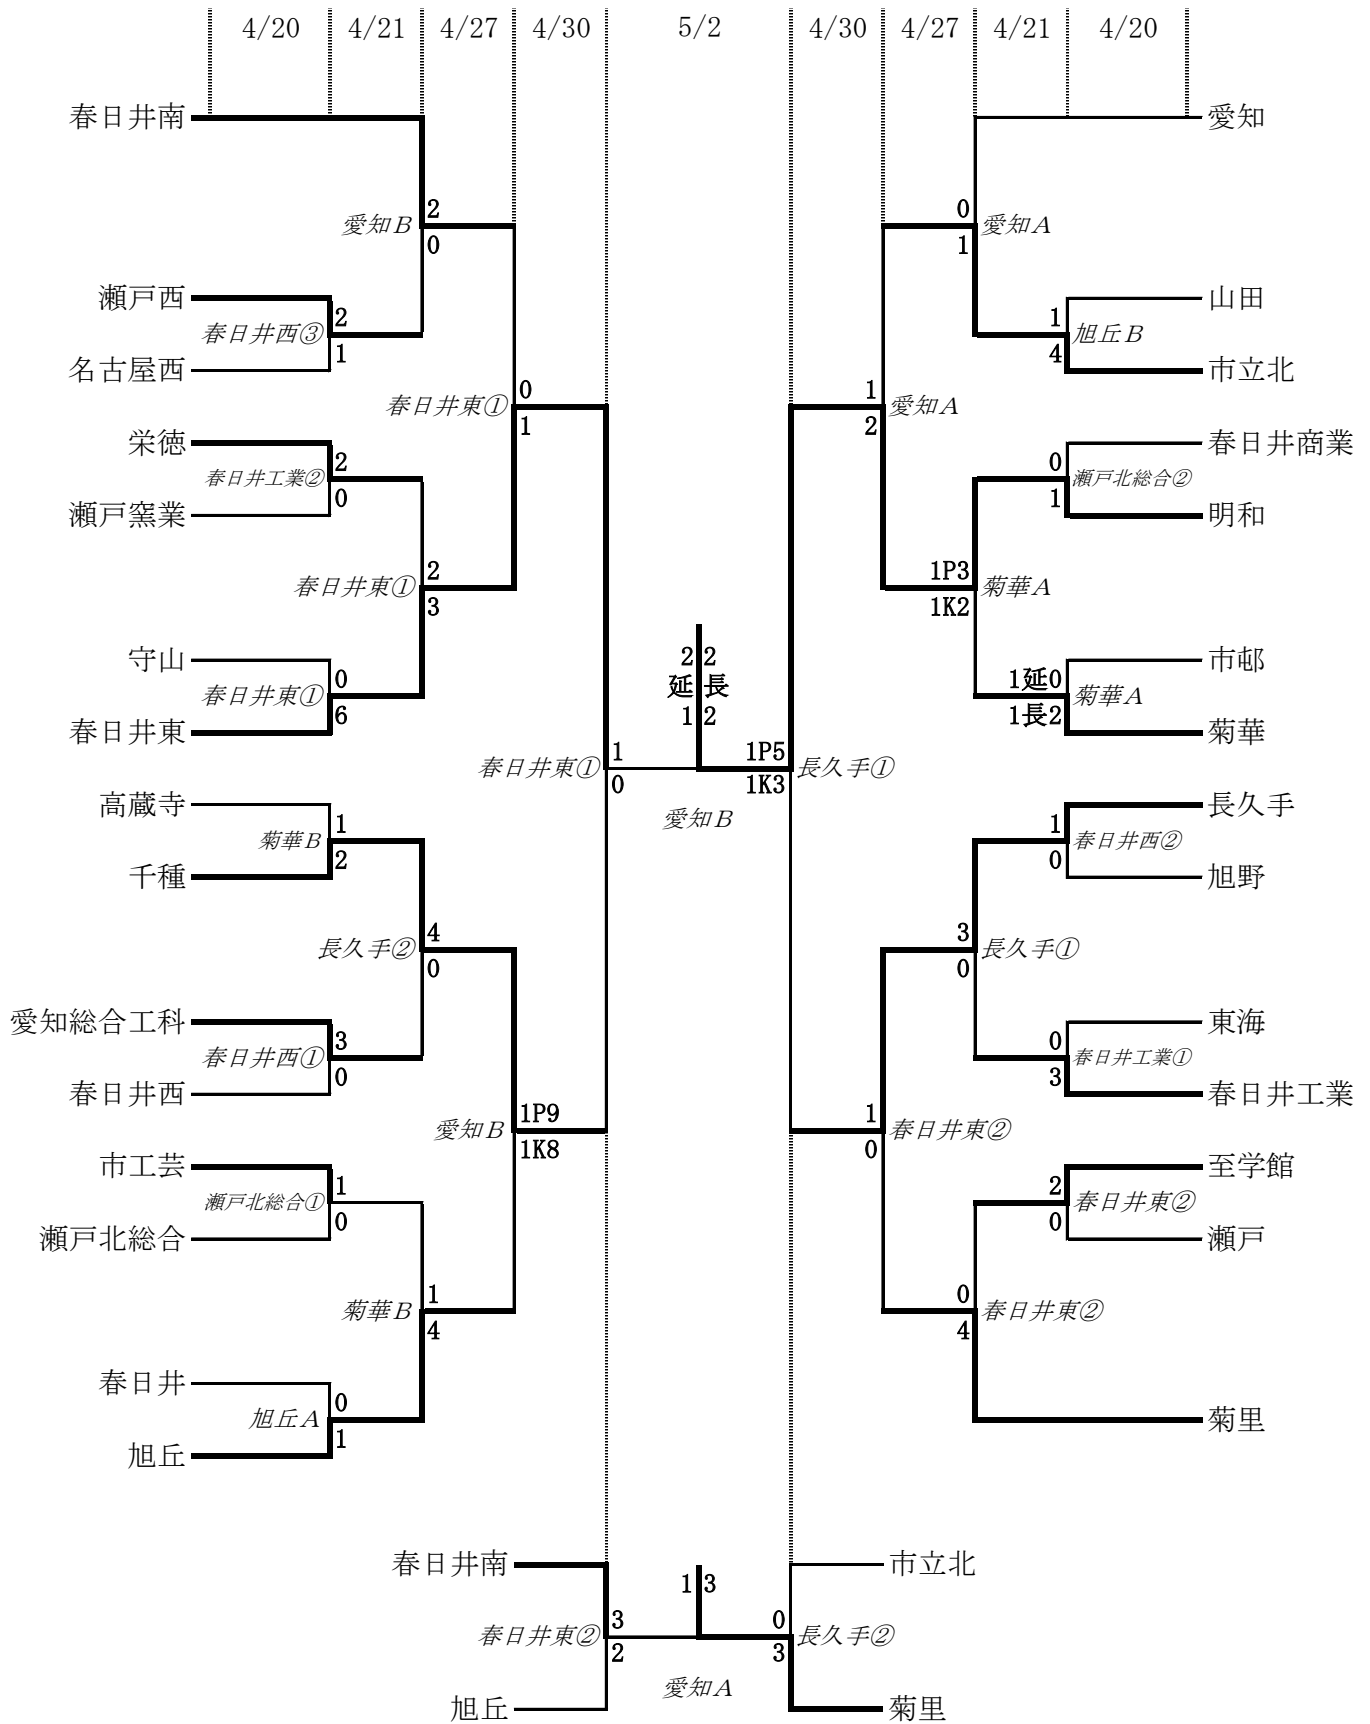 4/20 4/21 4/27 4/30 5/2 4/30 4/27 4/21 4/20
春日井南
愛知
2
愛知B
0
0
愛知A
1
瀬戸西
山田
2
春日井西③
1
1
旭丘B
4
名古屋西
市立北
0
春日井東①
1
1
愛知A
2
栄徳
春日井商業
2
春日井工業②
0
0
瀬戸北総合②
1
瀬戸窯業
明和
2
春日井東①
3
1P3
菊華A
1K2
守山
市邨
0
春日井東①
6
2 2
延 長
1 2
1延0
菊華A
1長2
春日井東
菊華
1
春日井東①
0
1P5
長久手①
1K3
愛知B
高蔵寺
長久手
1
菊華B
2
1
春日井西②
0
千種
旭野
4
長久手②
0
3
長久手①
0
愛知総合工科
東海
3
春日井西①
0
0
春日井工業①
3
春日井西
春日井工業
1P9
愛知B
1K8
1
春日井東②
0
市工芸
至学館
1
瀬戸北総合①
0
2
春日井東②
0
瀬戸北総合
瀬戸
1
菊華B
4
0
春日井東②
4
春日井
0
旭丘A
1
菊里
旭丘
春日井南
市立北
1 3
3
春日井東②
2
0
長久手②
3
愛知A
旭丘
菊里